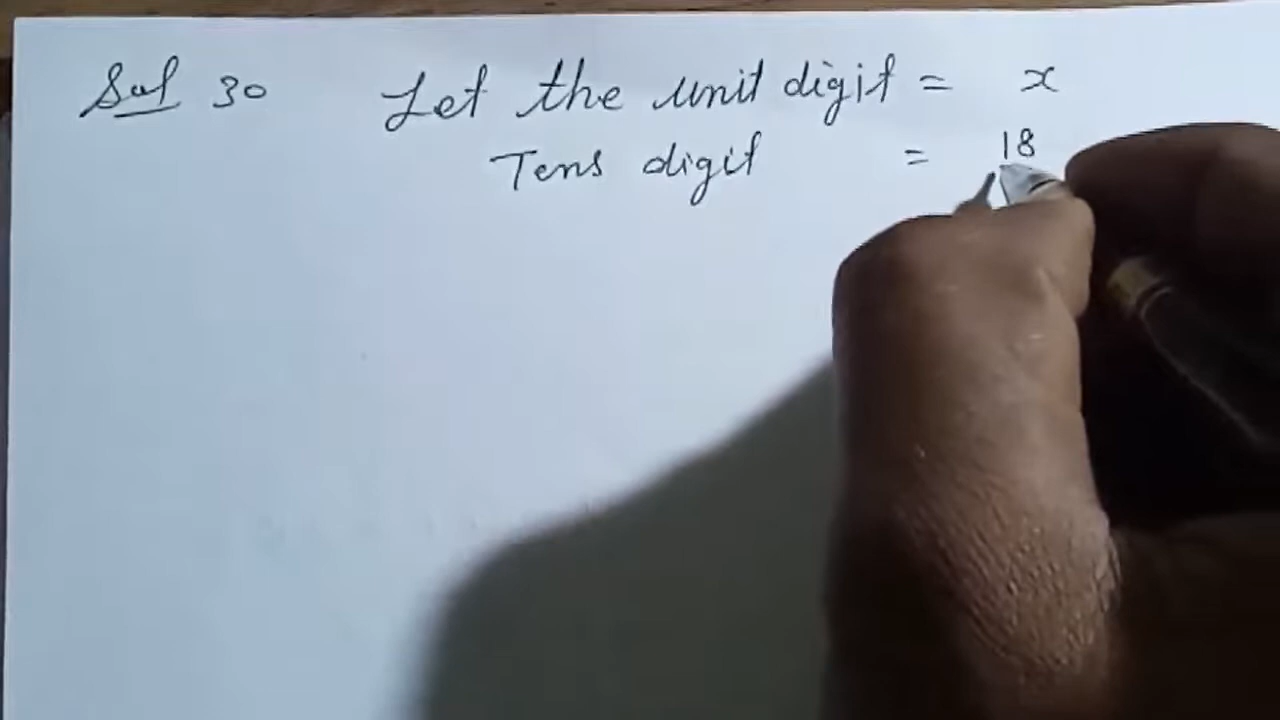 Sol 30 Let the unit digit = x
Tens digit = 18